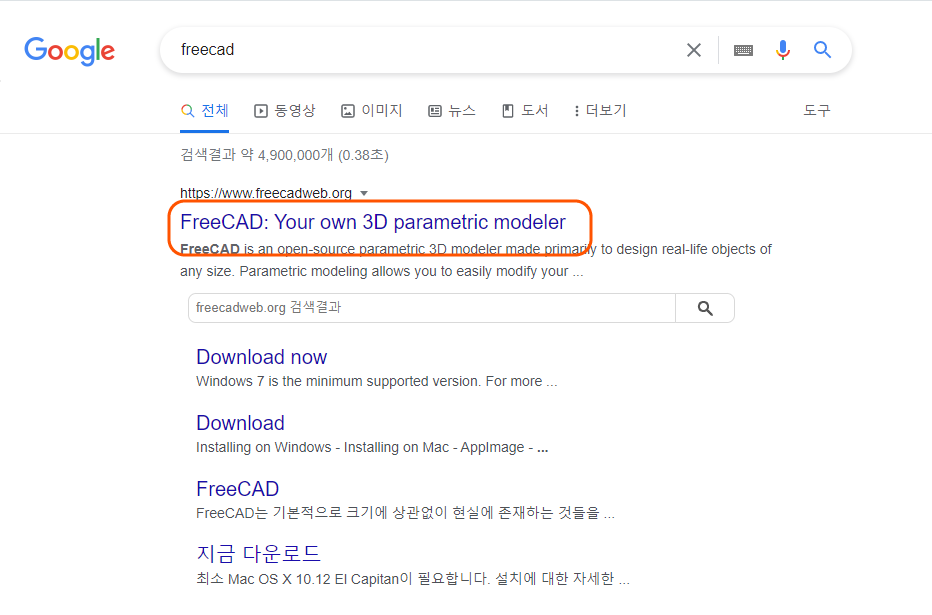 Google
freecad
전체 동영상 이미지 뉴스 도서 더보기 도구
검색결과 약 4,900,000개 (0.38초)
https://www.freecadweb.org
FreeCAD: Your own 3D parametric modeler
FreeCAD is an open-source parametric 3D modeler made primarily to design real-life objects of
any size. Parametric modeling allows you to easily modify your ...
freecadweb.org 검색결과
Download now
Windows 7 is the minimum supported version. For more ...
Download
Installing on Windows - Installing on Mac - AppImage - ...
FreeCAD
FreeCAD는 기본적으로 크기에 상관없이 현실에 존재하는 것들을 ...
지금 다운로드
최소 Mac OS X 10.12 El Capitan이 필요합니다. 설치에 대한 자세한 ...